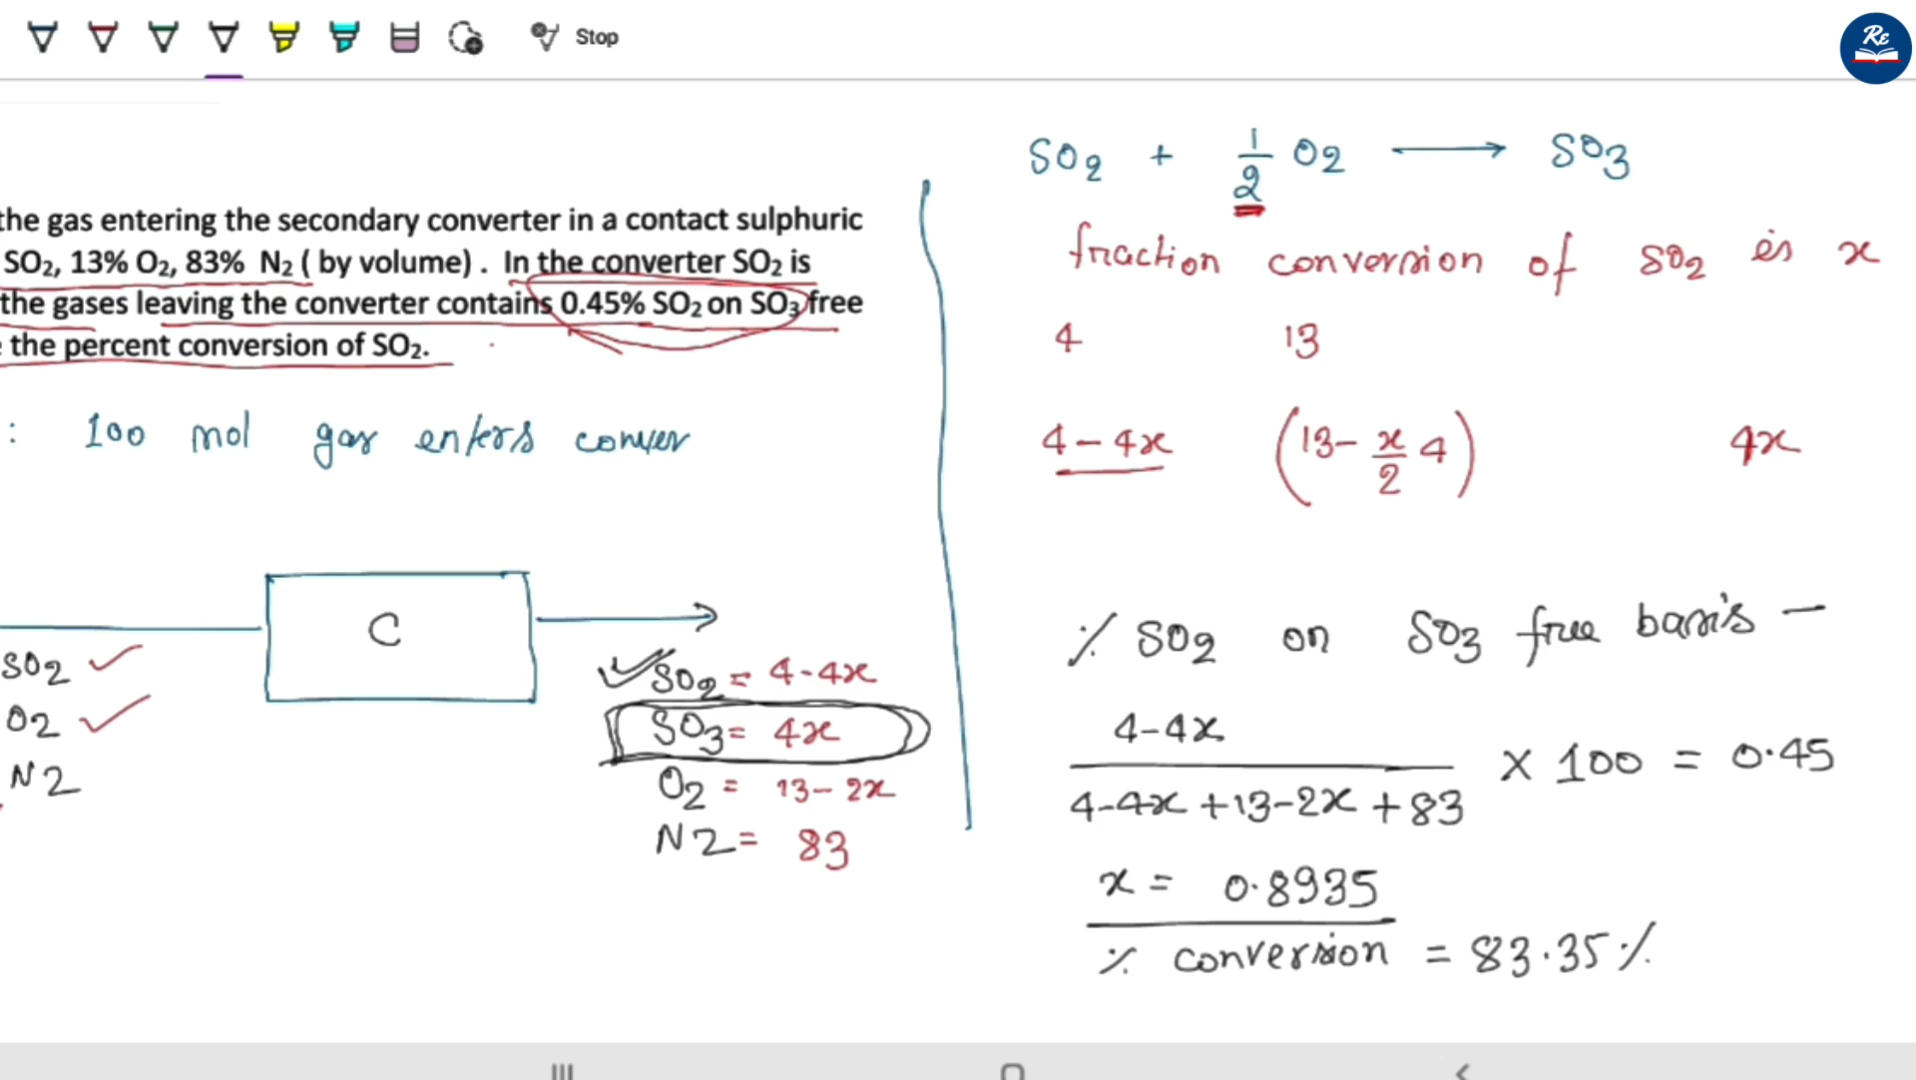 Stop
Re
the gas entering the secondary converter in a contact sulphuric
SO₂, 13% O₂, 83% N₂ ( by volume) . In the converter SO₂ is
the gases leaving the converter contains 0.45% SO₂ on SO₃ free
the percent conversion of SO₂.
: 100 mol gas enters conver
C
SO2
O2
N2
SO2 = 4-4x
SO3 = 4x
O2 = 13-2x
N2 = 83
SO2 + 1/2 O2 → SO3
fraction conversion of SO2 is x
4 13
4-4x (13- x/2 4) 4x
% SO2 on SO3 free basis -
4-4x
4-4x+13-2x+83 × 100 = 0.45
x = 0.8935
% conversion = 83.35%